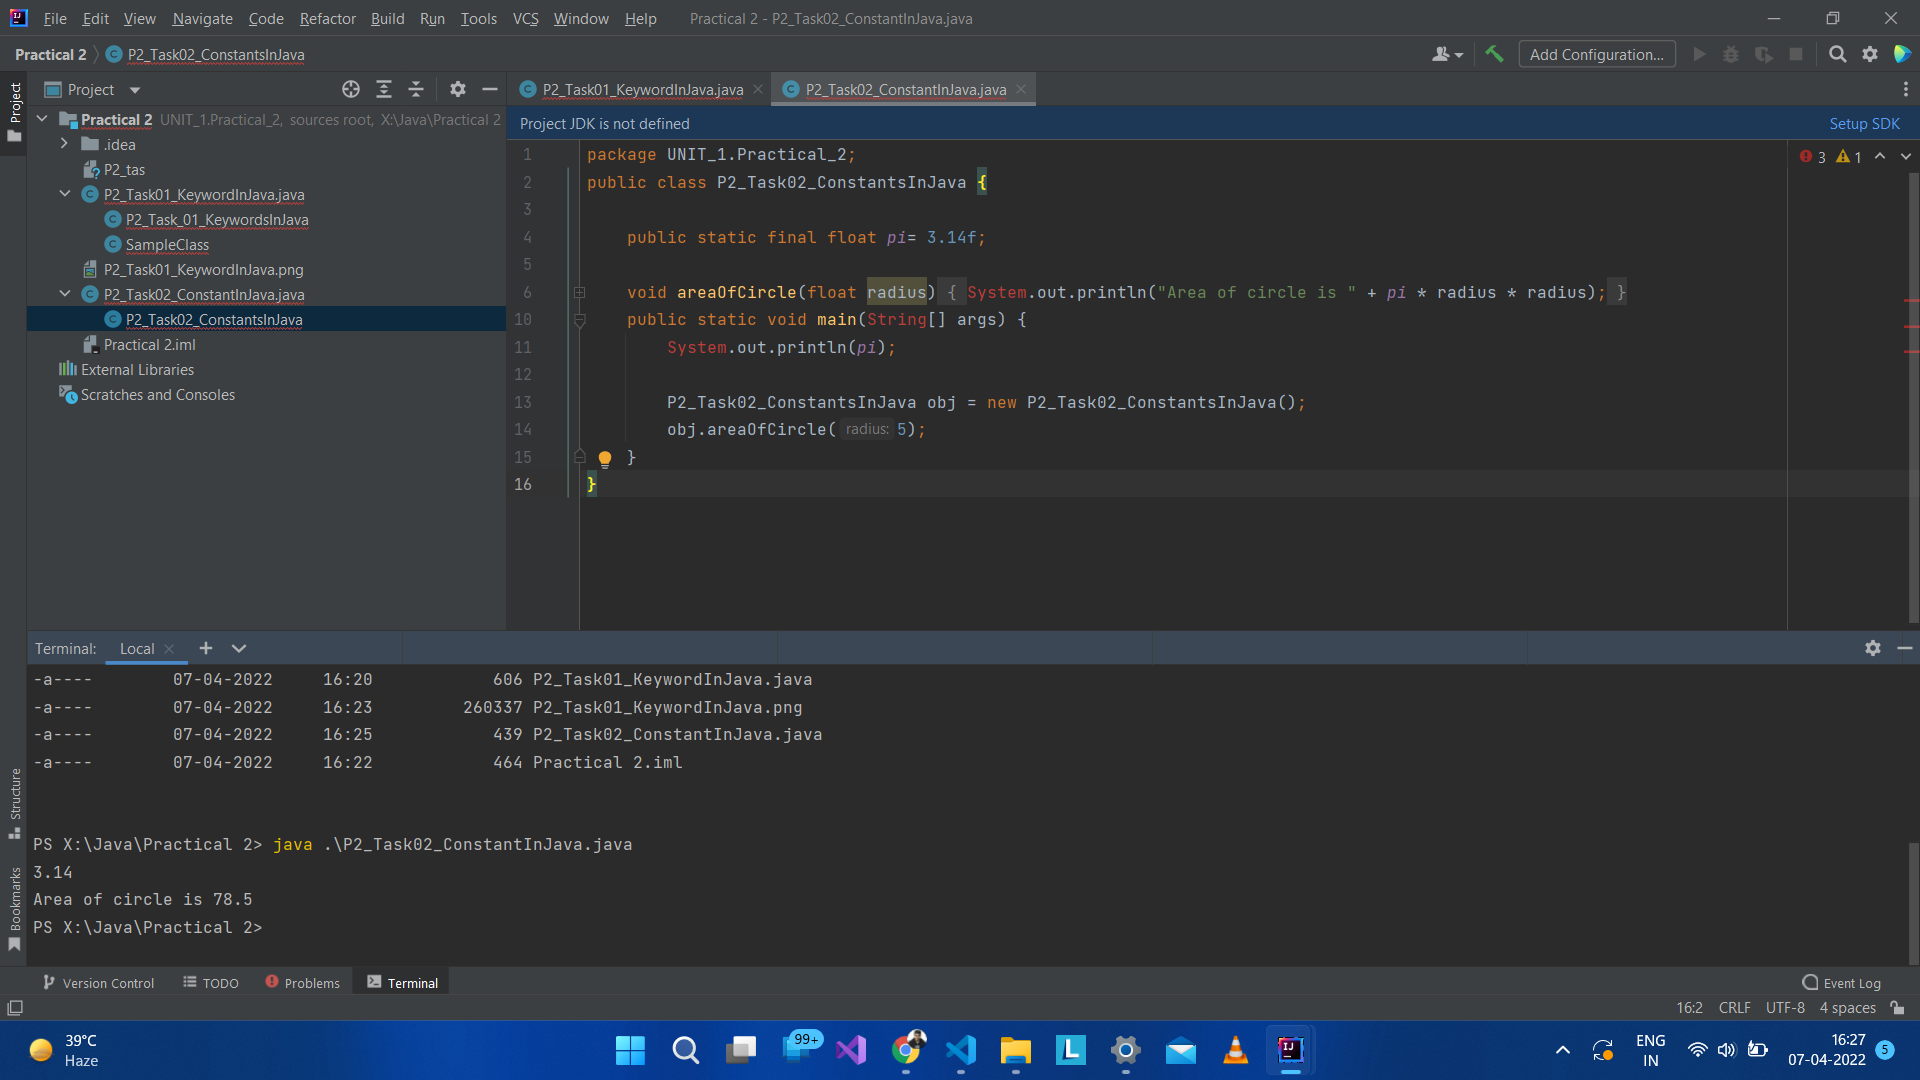 File Edit View Navigate Code Refactor Build Run Tools VCS Window Help Practical 2 - P2_Task02_ConstantInJava.java
Practical 2 P2_Task02_ConstantsInJava Add Configuration...
Project
Project
P2_Task01_KeywordInJava.java P2_Task02_ConstantInJava.java
Practical 2 UNIT_1.Practical_2, sources root, X:\Java\Practical 2
.idea
P2_tas
P2_Task01_KeywordInJava.java
P2_Task_01_KeywordsInJava
SampleClass
P2_Task01_KeywordInJava.png
P2_Task02_ConstantInJava.java
P2_Task02_ConstantsInJava
Practical 2.iml
External Libraries
Scratches and Consoles
Project JDK is not defined Setup SDK
3 1
1 package UNIT_1.Practical_2;
2 public class P2_Task02_ConstantsInJava {
3
4 public static final float pi= 3.14f;
5
6 void areaOfCircle(float radius) { System.out.println("Area of circle is " + pi * radius * radius); }
10 public static void main(String[] args) {
11 System.out.println(pi);
12
13 P2_Task02_ConstantsInJava obj = new P2_Task02_ConstantsInJava();
14 obj.areaOfCircle( radius: 5);
15 }
16 }
Terminal: Local
-a---- 07-04-2022 16:20 606 P2_Task01_KeywordInJava.java
-a---- 07-04-2022 16:23 260337 P2_Task01_KeywordInJava.png
-a---- 07-04-2022 16:25 439 P2_Task02_ConstantInJava.java
-a---- 07-04-2022 16:22 464 Practical 2.iml
PS X:\Java\Practical 2> java .\P2_Task02_ConstantInJava.java
3.14
Area of circle is 78.5
PS X:\Java\Practical 2>
Structure
Bookmarks
Version Control TODO Problems Terminal Event Log
16:2 CRLF UTF-8 4 spaces
39°C
Haze
99+
L
IJ
ENG
IN
16:27
07-04-2022
5